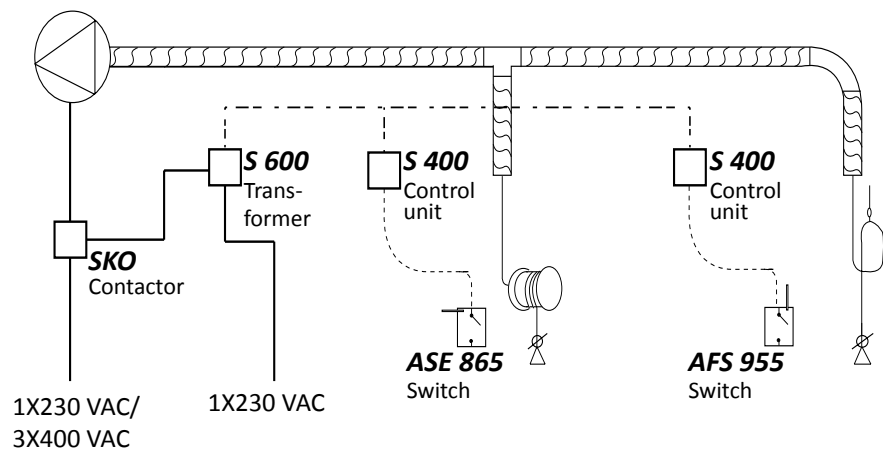 S 600
Trans-
former
S 400
Control
unit
S 400
Control
unit
SKO
Contactor
ASE 865
Switch
AFS 955
Switch
1X230 VAC/
3X400 VAC
1X230 VAC